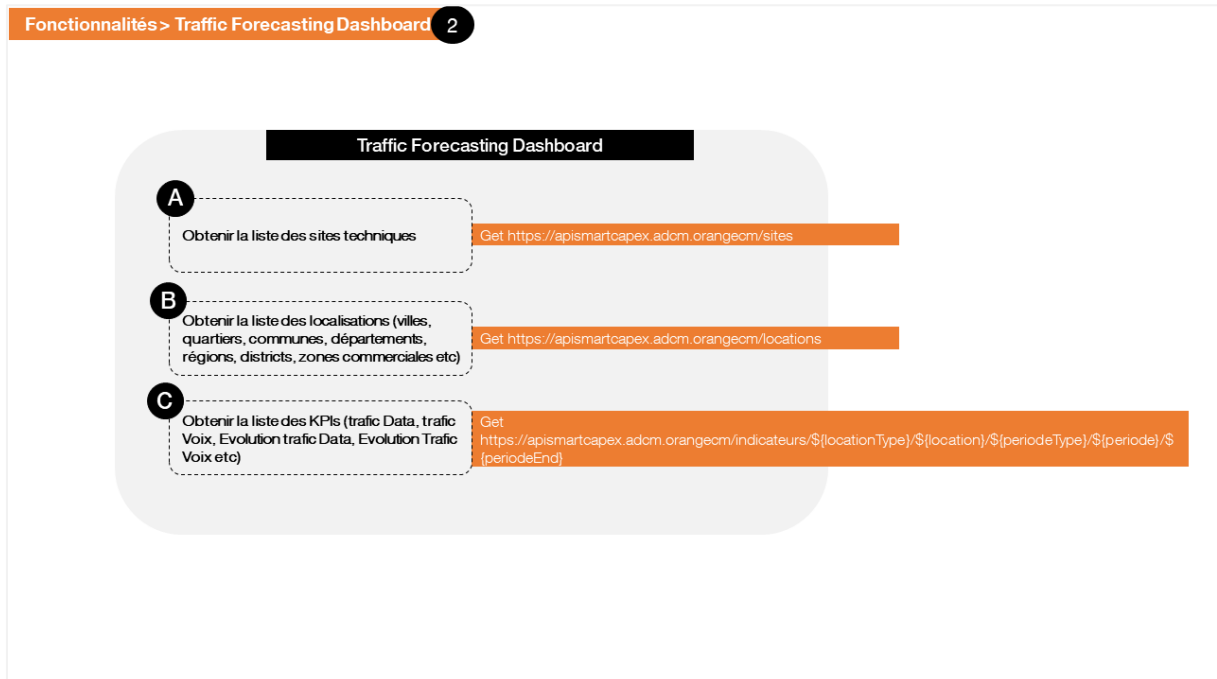 Fonctionnalités > Traffic Forecasting Dashboard 2
Traffic Forecasting Dashboard
A
Obtenir la liste des sites techniques
Get https://apismartcapex.adcm.orangecm/sites
B
Obtenir la liste des localisations (villes,
quartiers, communes, départements,
régions, districts, zones commerciales etc)
Get https://apismartcapex.adcm.orangecm/locations
C
Obtenir la liste des KPIs (trafic Data, trafic
Voix, Evolution trafic Data, Evolution Trafic
Voix etc)
Get
https://apismartcapex.adcm.orangecm/indicateurs/${locationType}/${location}/${periodeType}/${periode}/$
{periodeEnd}